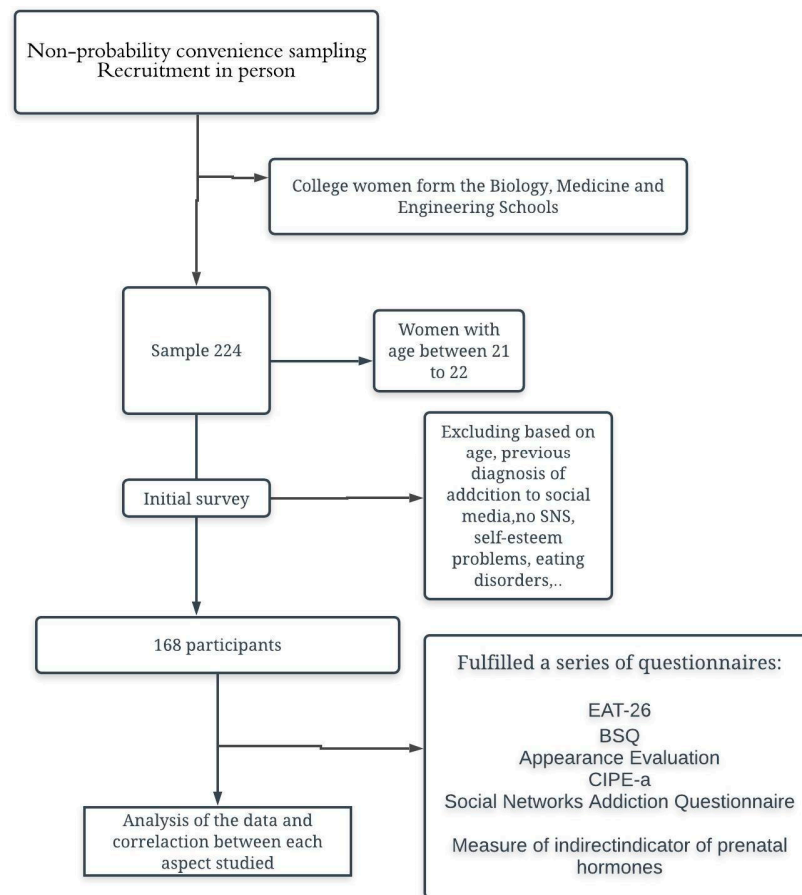 Non-probability convenience sampling
Recruitment in person
College women form the Biology, Medicine and
Engineering Schools
Sample 224
Women with
age between 21
to 22
Excluding based on
age, previous
diagnosis of
addcition to social
media,no SNS,
self-esteem
problems, eating
disorders,..
Initial survey
168 participants
Fulfilled a series of questionnaires:
EAT-26
BSQ
Appearance Evaluation
CIPE-a
Social Networks Addiction Questionnaire
Measure of indirectindicator of prenatal
hormones
Analysis of the data and
correlaction between each
aspect studied